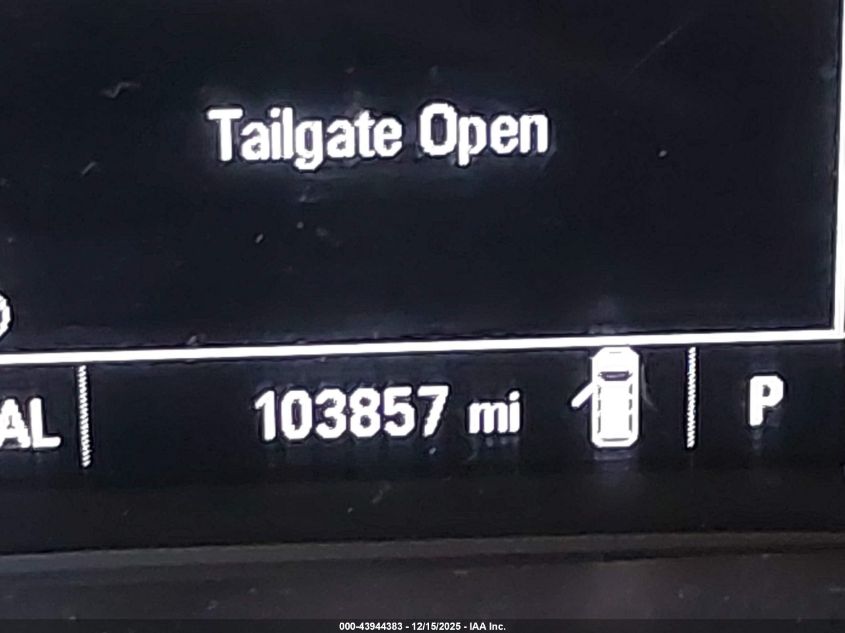 Tailgate Open
AL
103857 mi
P
000-43944383 - 12/15/2025 - IAA Inc.